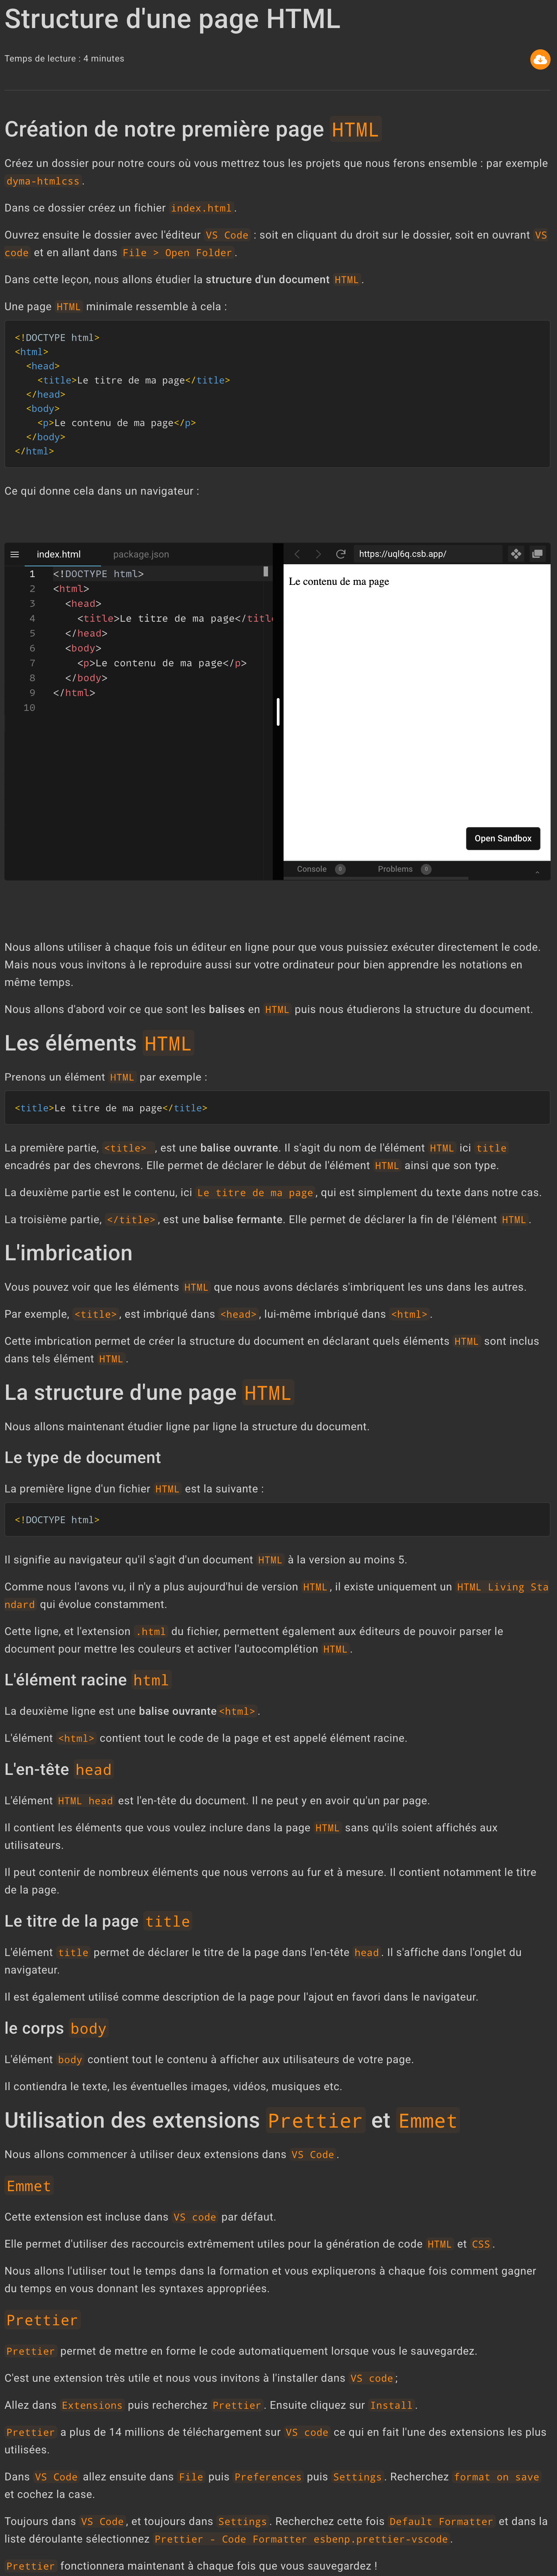 Structure d'une page HTML
Temps de lecture : 4 minutes
Création de notre première page HTML
Créez un dossier pour notre cours où vous mettrez tous les projets que nous ferons ensemble : par exemple
dyma-htmlcss.
Dans ce dossier créez un fichier index.html.
Ouvrez ensuite le dossier avec l'éditeur VS Code : soit en cliquant du droit sur le dossier, soit en ouvrant VS
code et en allant dans File > Open Folder.
Dans cette leçon, nous allons étudier la structure d'un document HTML.
Une page HTML minimale ressemble à cela :
<!DOCTYPE html>
<html>
  <head>
    <title>Le titre de ma page</title>
  </head>
  <body>
    <p>Le contenu de ma page</p>
  </body>
</html>
Ce qui donne cela dans un navigateur :
index.html package.json
https://uql6q.csb.app/
1 <!DOCTYPE html>
2 <html>
3   <head>
4     <title>Le titre de ma page</titl
5   </head>
6   <body>
7     <p>Le contenu de ma page</p>
8   </body>
9 </html>
10
Le contenu de ma page
Open Sandbox
Console 0 Problems 0
Nous allons utiliser à chaque fois un éditeur en ligne pour que vous puissiez exécuter directement le code.
Mais nous vous invitons à le reproduire aussi sur votre ordinateur pour bien apprendre les notations en
même temps.
Nous allons d'abord voir ce que sont les balises en HTML puis nous étudierons la structure du document.
Les éléments HTML
Prenons un élément HTML par exemple :
<title>Le titre de ma page</title>
La première partie, <title> , est une balise ouvrante. Il s'agit du nom de l'élément HTML ici title
encadrés par des chevrons. Elle permet de déclarer le début de l'élément HTML ainsi que son type.
La deuxième partie est le contenu, ici Le titre de ma page, qui est simplement du texte dans notre cas.
La troisième partie, </title>, est une balise fermante. Elle permet de déclarer la fin de l'élément HTML.
L'imbrication
Vous pouvez voir que les éléments HTML que nous avons déclarés s'imbriquent les uns dans les autres.
Par exemple, <title>, est imbriqué dans <head>, lui-même imbriqué dans <html>.
Cette imbrication permet de créer la structure du document en déclarant quels éléments HTML sont inclus
dans tels élément HTML.
La structure d'une page HTML
Nous allons maintenant étudier ligne par ligne la structure du document.
Le type de document
La première ligne d'un fichier HTML est la suivante :
<!DOCTYPE html>
Il signifie au navigateur qu'il s'agit d'un document HTML à la version au moins 5.
Comme nous l'avons vu, il n'y a plus aujourd'hui de version HTML, il existe uniquement un HTML Living Sta
ndard qui évolue constamment.
Cette ligne, et l'extension .html du fichier, permettent également aux éditeurs de pouvoir parser le
document pour mettre les couleurs et activer l'autocomplétion HTML.
L'élément racine html
La deuxième ligne est une balise ouvrante <html>.
L'élément <html> contient tout le code de la page et est appelé élément racine.
L'en-tête head
L'élément HTML head est l'en-tête du document. Il ne peut y en avoir qu'un par page.
Il contient les éléments que vous voulez inclure dans la page HTML sans qu'ils soient affichés aux
utilisateurs.
Il peut contenir de nombreux éléments que nous verrons au fur et à mesure. Il contient notamment le titre
de la page.
Le titre de la page title
L'élément title permet de déclarer le titre de la page dans l'en-tête head. Il s'affiche dans l'onglet du
navigateur.
Il est également utilisé comme description de la page pour l'ajout en favori dans le navigateur.
le corps body
L'élément body contient tout le contenu à afficher aux utilisateurs de votre page.
Il contiendra le texte, les éventuelles images, vidéos, musiques etc.
Utilisation des extensions Prettier et Emmet
Nous allons commencer à utiliser deux extensions dans VS Code.
Emmet
Cette extension est incluse dans VS code par défaut.
Elle permet d'utiliser des raccourcis extrêmement utiles pour la génération de code HTML et CSS.
Nous allons l'utiliser tout le temps dans la formation et vous expliquerons à chaque fois comment gagner
du temps en vous donnant les syntaxes appropriées.
Prettier
Prettier permet de mettre en forme le code automatiquement lorsque vous le sauvegardez.
C'est une extension très utile et nous vous invitons à l'installer dans VS code;
Allez dans Extensions puis recherchez Prettier. Ensuite cliquez sur Install.
Prettier a plus de 14 millions de téléchargement sur VS code ce qui en fait l'une des extensions les plus
utilisées.
Dans VS Code allez ensuite dans File puis Preferences puis Settings. Recherchez format on save
et cochez la case.
Toujours dans VS Code, et toujours dans Settings. Recherchez cette fois Default Formatter et dans la
liste déroulante sélectionnez Prettier - Code Formatter esbenp.prettier-vscode.
Prettier fonctionnera maintenant à chaque fois que vous sauvegardez !